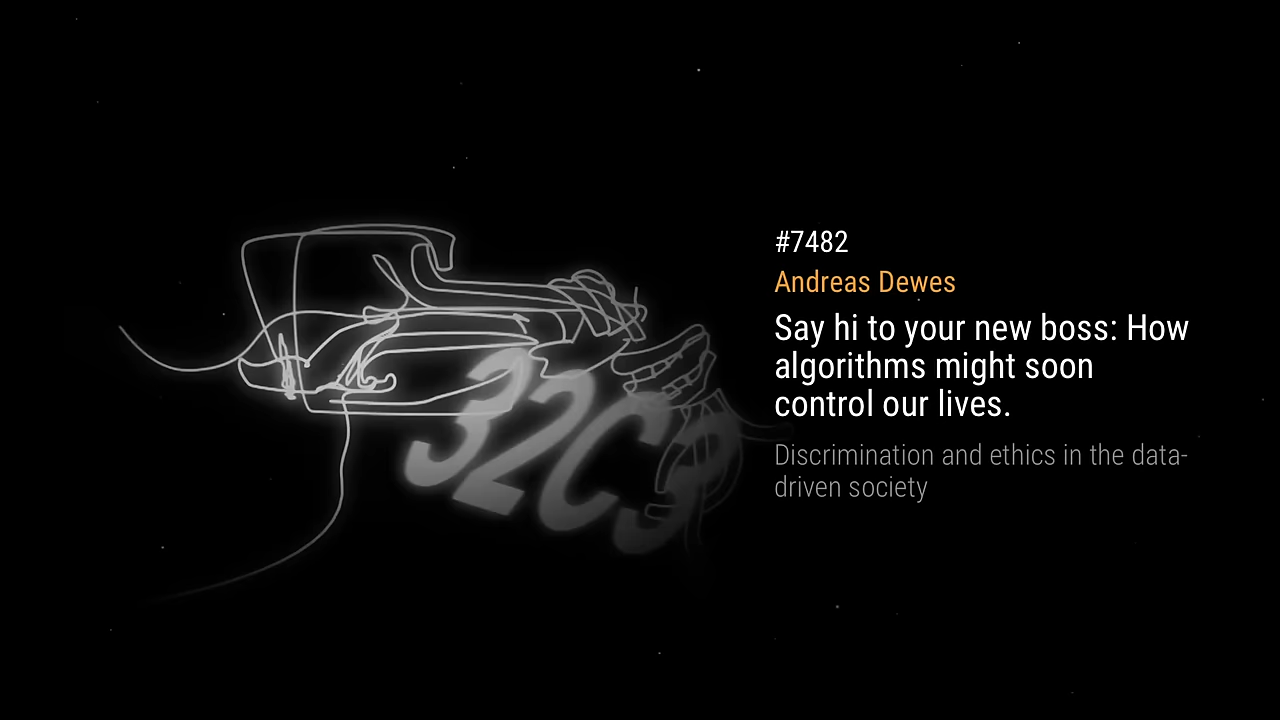 #7482
Andreas Dewes
Say hi to your new boss: How
algorithms might soon
control our lives.
Discrimination and ethics in the data-
driven society
32C3